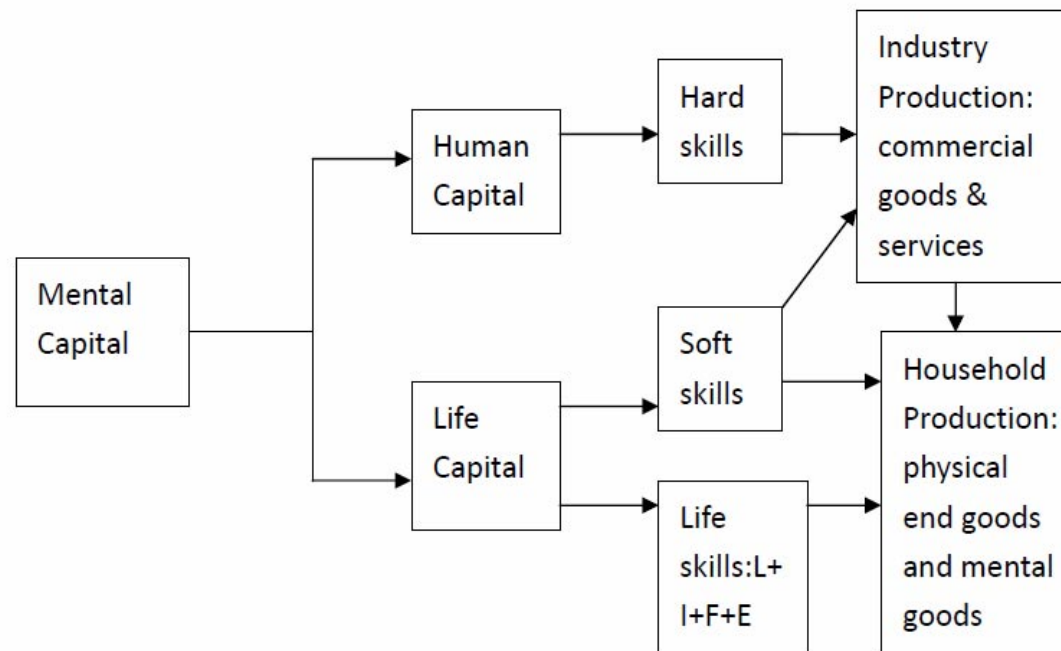 Mental
Capital
Human
Capital
Life
Capital
Hard
skills
Soft
skills
Life
skills:L+
I+F+E
Industry
Production:
commercial
goods &
services
Household
Production:
physical
end goods
and mental
goods